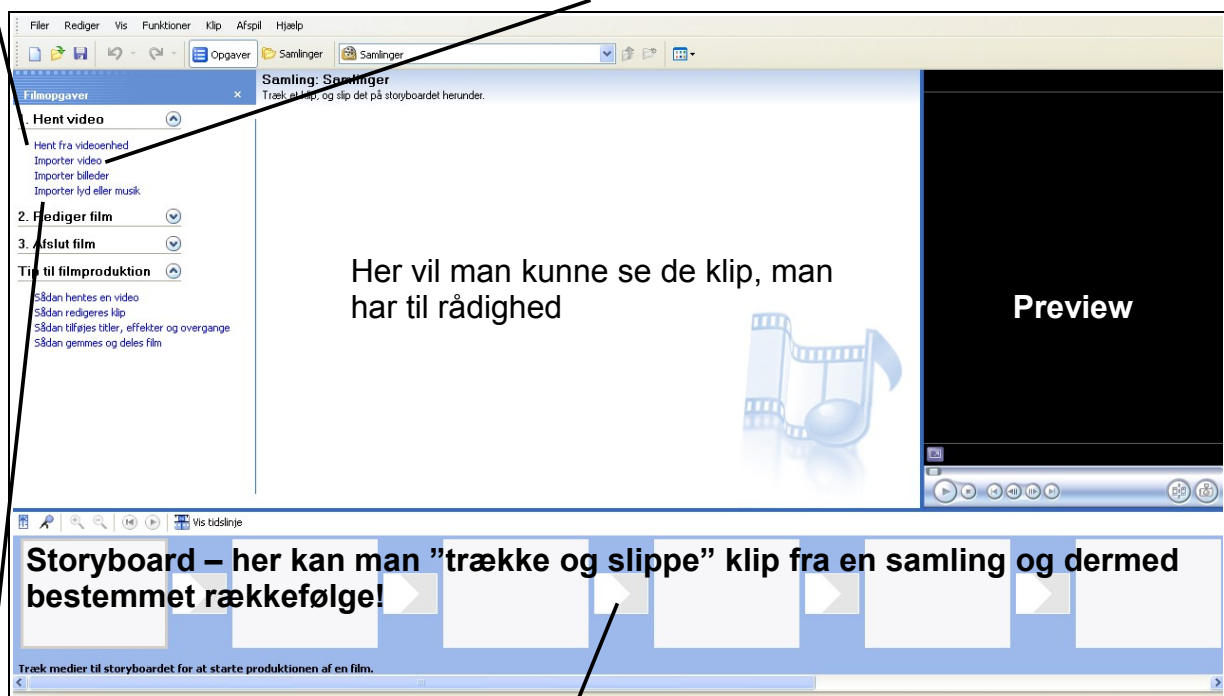 Filer Rediger Vis Funktioner Klip Afspil Hjælp
Opgaver Samlinger Samlinger
Filmopgaver
Samling: Samlinger
Træk et klip, og slip det på storyboardet herunder.
1. Hent video
Hent fra videoenhed
Importer video
Importer billeder
Importer lyd eller musik
2. Rediger film
3. Afslut film
Tip til filmproduktion
Sådan hentes en video
Sådan redigeres klip
Sådan tilføjes titler, effekter og overgange
Sådan gemmes og deles film
Her vil man kunne se de klip, man
har til rådighed
Preview
Vis tidslinje
Storyboard – her kan man ”trække og slippe” klip fra en samling og dermed
bestemmet rækkefølge!
Træk medier til storyboardet for at starte produktionen af en film.